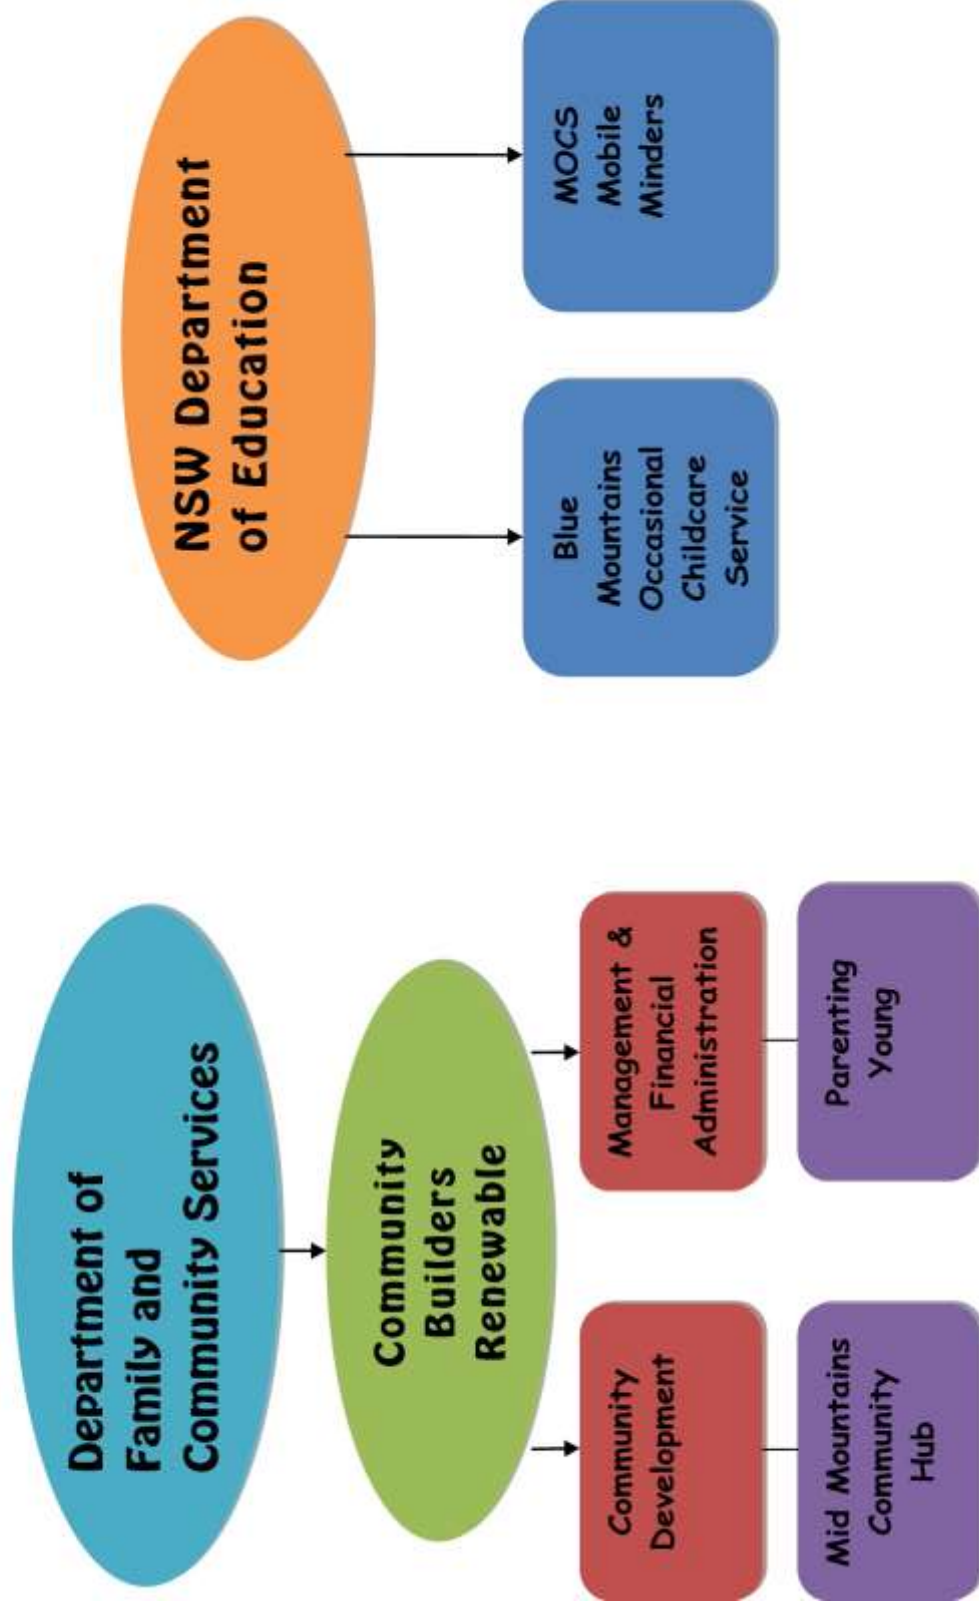 Department of
Family and
Community Services
Community
Builders
Renewable
Community
Development
Management &
Financial
Administration
Mid Mountains
Community
Hub
Parenting
Young
NSW Department
of Education
Blue
Mountains
Occasional
Childcare
Service
MOCS
Mobile
Minders